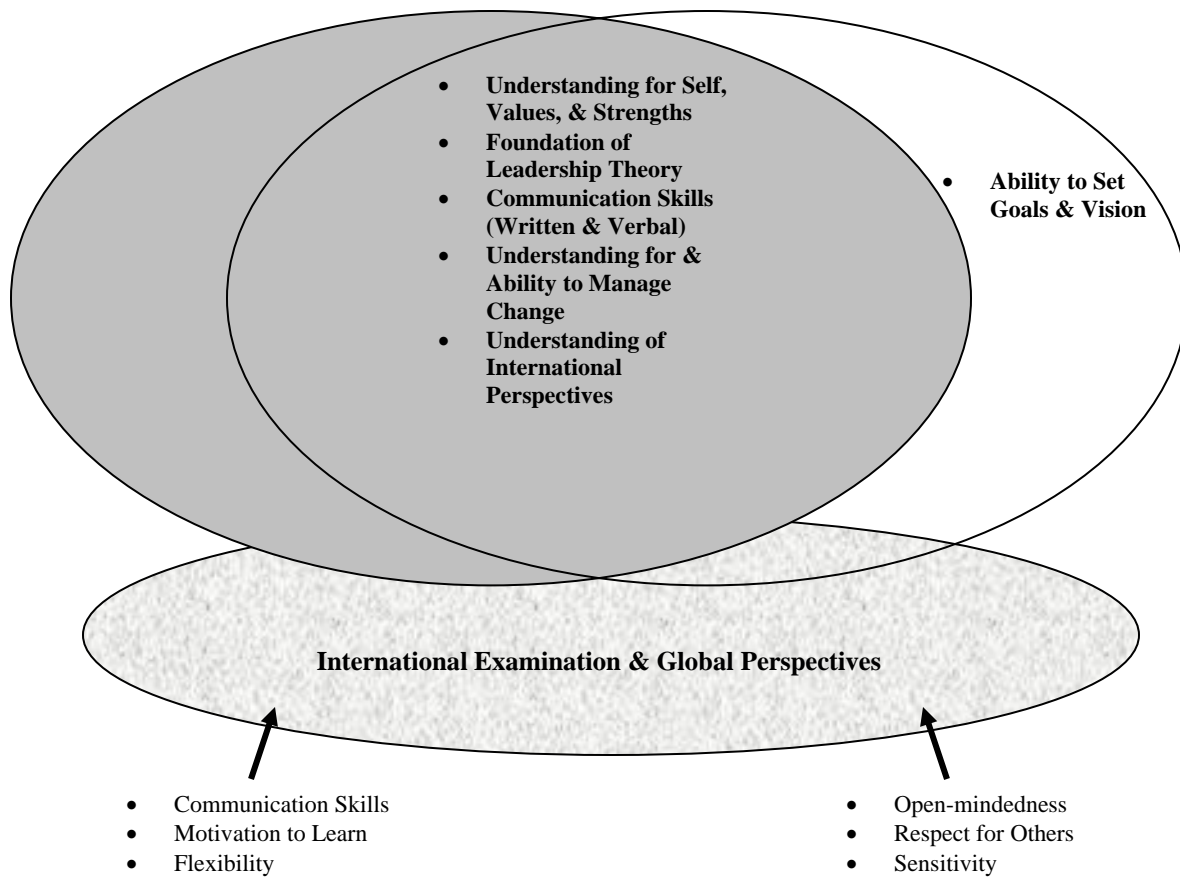 • Understanding for Self,
Values, & Strengths
• Foundation of
Leadership Theory
• Communication Skills
(Written & Verbal)
• Understanding for &
Ability to Manage
Change
• Understanding of
International
Perspectives
• Ability to Set
Goals & Vision
International Examination & Global Perspectives
• Communication Skills
• Motivation to Learn
• Flexibility
• Open-mindedness
• Respect for Others
• Sensitivity